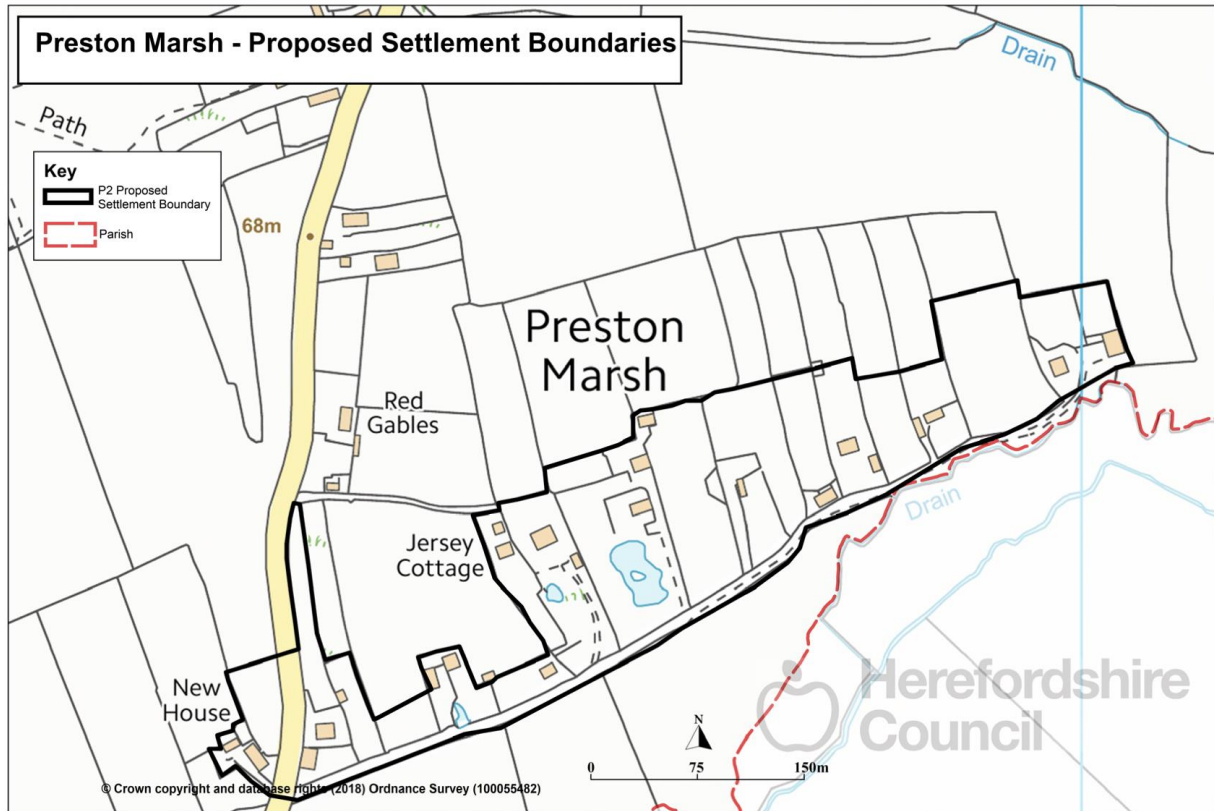 Preston Marsh - Proposed Settlement Boundaries
Drain
Path
Key
P2 Proposed
Settlement Boundary
Parish
68m
Preston
Marsh
Red
Gables
Jersey
Cottage
Drain
New
House
Herefordshire
Council
N
0 75 150m
© Crown copyright and database rights (2018) Ordnance Survey (100055482)